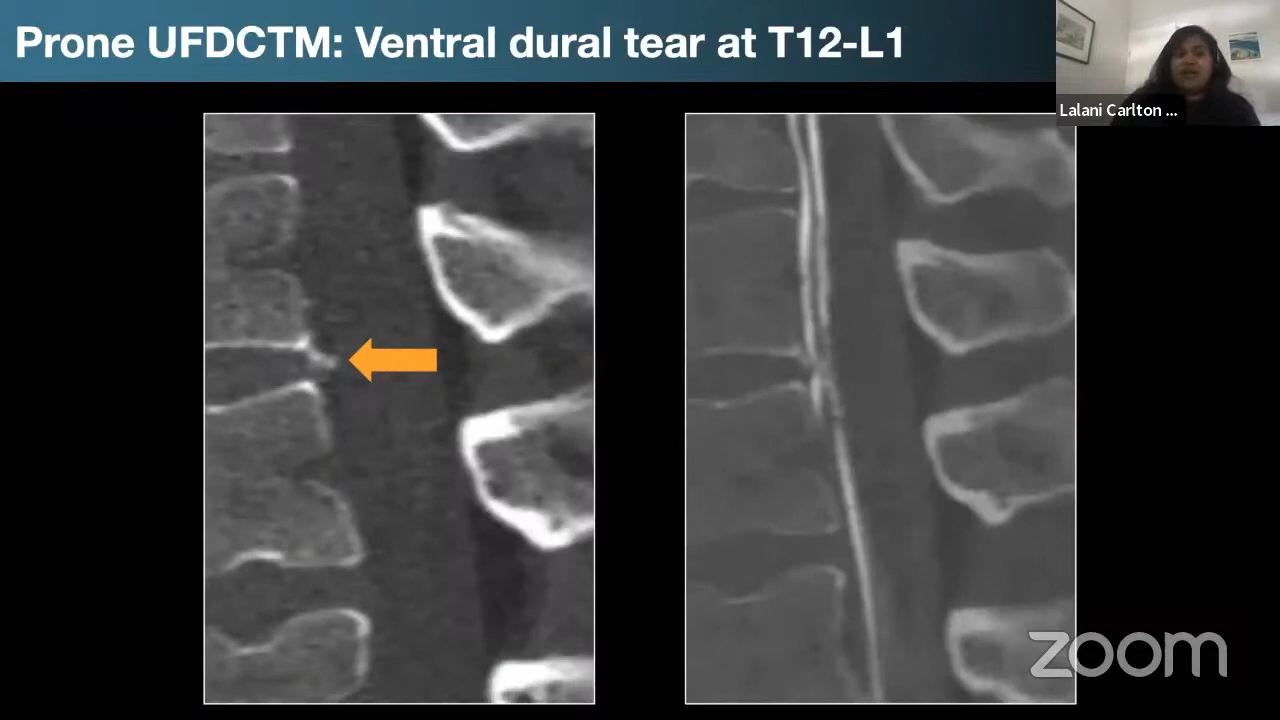 Prone UFDCTM: Ventral dural tear at T12-L1
Lalani Carlton ...
zoom